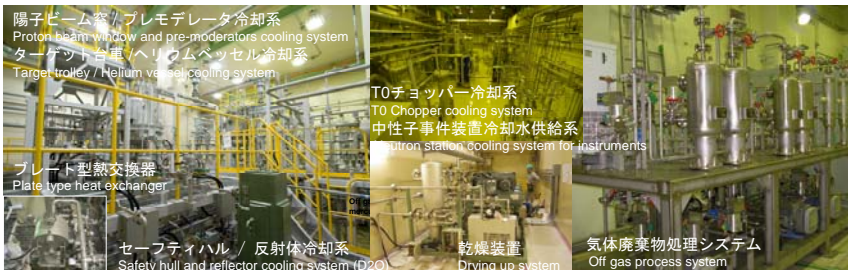 陽子ビーム窓 / プレモデレータ冷却系
Proton beam window and pre-moderators cooling system
ターゲット台車 /ヘリウムベッセル冷却系
Target trolley / Helium vessel cooling system
プレート型熱交換器
Plate type heat exchanger
セーフティハル / 反射体冷却系
Safety hull and reflector cooling system (D2O)
T0チョッパー冷却系
T0 Chopper cooling system
中性子事件装置冷却水供給系
Neutron station cooling system for instruments
乾燥装置
Drying up system
気体廃棄物処理システム
Off gas process system